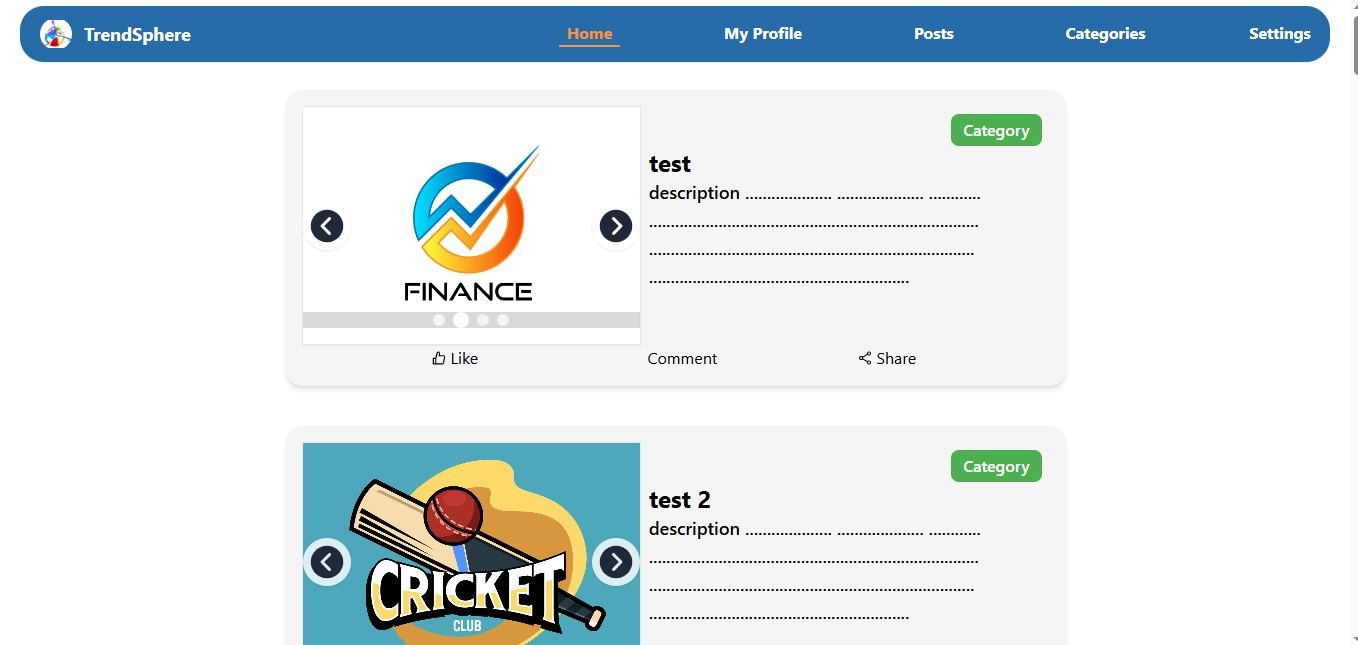 TrendSphere
Home
My Profile
Posts
Categories
Settings
FINANCE
Category
test
description .................... .................... ............
............................................................................
...........................................................................
............................................................
Like
Comment
Share
CRICKET
CLUB
Category
test 2
description .................... .................... ............
............................................................................
...........................................................................
............................................................